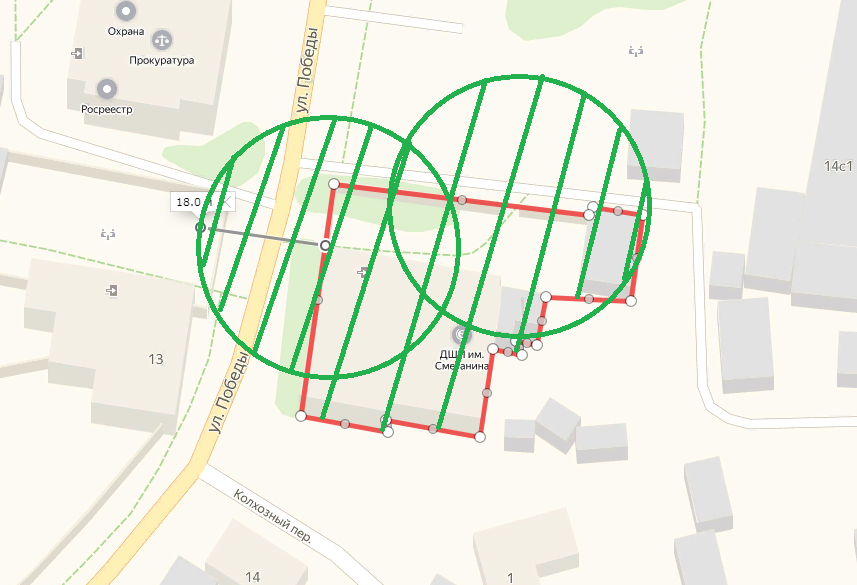 Охрана
Прокуратура
Росреестр
ул. Победы
14с1
18.0
13
ДШИ им.
Сметанина
ул. Победы
Колхозный пер.
14
1